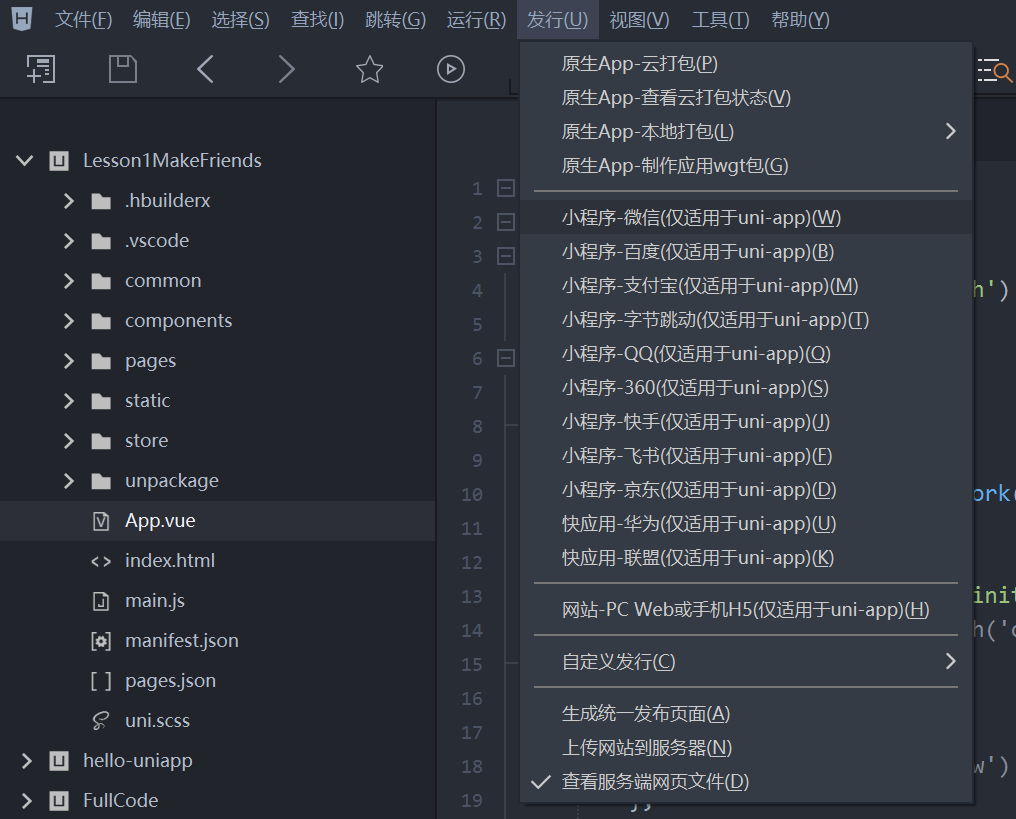 文件(F) 编辑(E) 选择(S) 查找(I) 跳转(G) 运行(R) 发行(U) 视图(V) 工具(T) 帮助(Y)
Lesson1MakeFriends
.hbuilderx
.vscode
common
components
pages
static
store
unpackage
App.vue
index.html
main.js
manifest.json
pages.json
uni.scss
hello-uniapp
FullCode
1
2
3
4
5
6
7
8
9
10
11
12
13
14
15
16
17
18
19
原生App-云打包(P)
原生App-查看云打包状态(V)
原生App-本地打包(L)
原生App-制作应用wgt包(G)
小程序-微信(仅适用于uni-app)(W)
小程序-百度(仅适用于uni-app)(B)
小程序-支付宝(仅适用于uni-app)(M)
小程序-字节跳动(仅适用于uni-app)(T)
小程序-QQ(仅适用于uni-app)(Q)
小程序-360(仅适用于uni-app)(S)
小程序-快手(仅适用于uni-app)(J)
小程序-飞书(仅适用于uni-app)(F)
小程序-京东(仅适用于uni-app)(D)
快应用-华为(仅适用于uni-app)(U)
快应用-联盟(仅适用于uni-app)(K)
网站-PC Web或手机H5(仅适用于uni-app)(H)
自定义发行(C)
生成统一发布页面(A)
上传网站到服务器(N)
查看服务端网页文件(D)
h')
ork(
init
h('c
w')